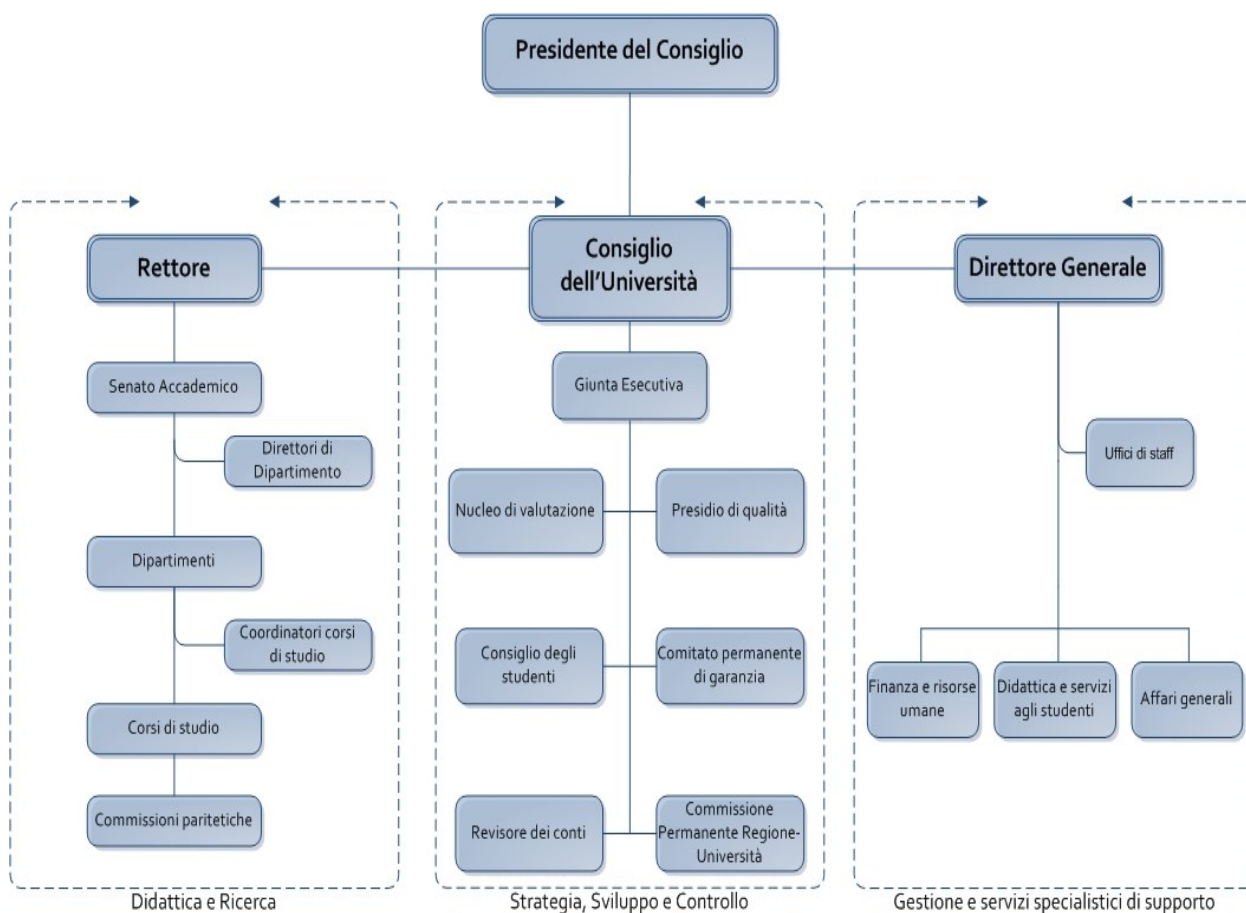 Presidente del Consiglio
Rettore
Consiglio
dell'Università
Direttore Generale
Senato Accademico
Direttori di
Dipartimento
Dipartimenti
Coordinatori corsi
di studio
Corsi di studio
Commissioni paritetiche
Didattica e Ricerca
Giunta Esecutiva
Nucleo di valutazione
Presidio di qualità
Consiglio degli
studenti
Comitato permanente
di garanzia
Revisore dei conti
Commissione
Permanente Regione-
Università
Strategia, Sviluppo e Controllo
Uffici di staff
Finanza e risorse
umane
Didattica e servizi
agli studenti
Affari generali
Gestione e servizi specialistici di supporto